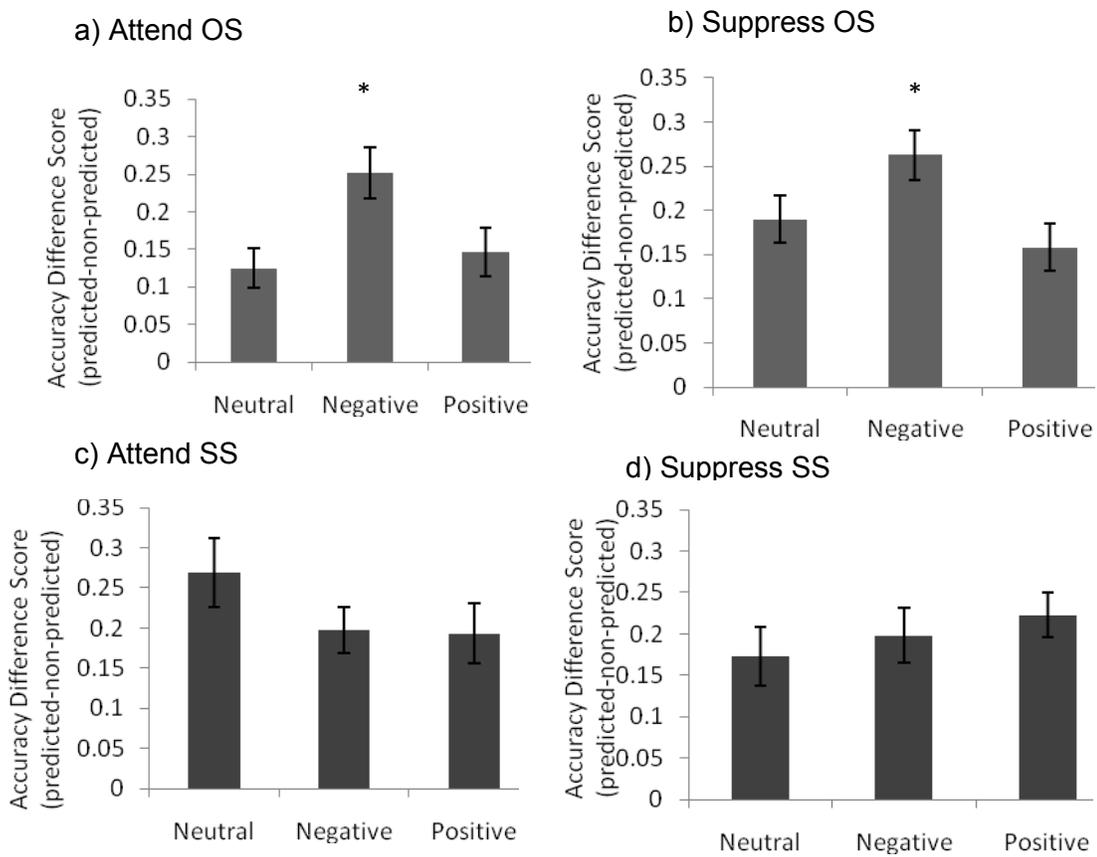 a) Attend OS
Accuracy Difference Score
(predicted-non-predicted)
0.35
0.3
0.25
0.2
0.15
0.1
0.05
0
*
Neutral Negative Positive
b) Suppress OS
Accuracy Difference Score
(predicted-non-predicted)
0.35
0.3
0.25
0.2
0.15
0.1
0.05
0
*
Neutral Negative Positive
c) Attend SS
Accuracy Difference Score
(predicted-non-predicted)
0.35
0.3
0.25
0.2
0.15
0.1
0.05
0
Neutral Negative Positive
d) Suppress SS
Accuracy Difference Score
(predicted-non-predicted)
0.35
0.3
0.25
0.2
0.15
0.1
0.05
0
Neutral Negative Positive